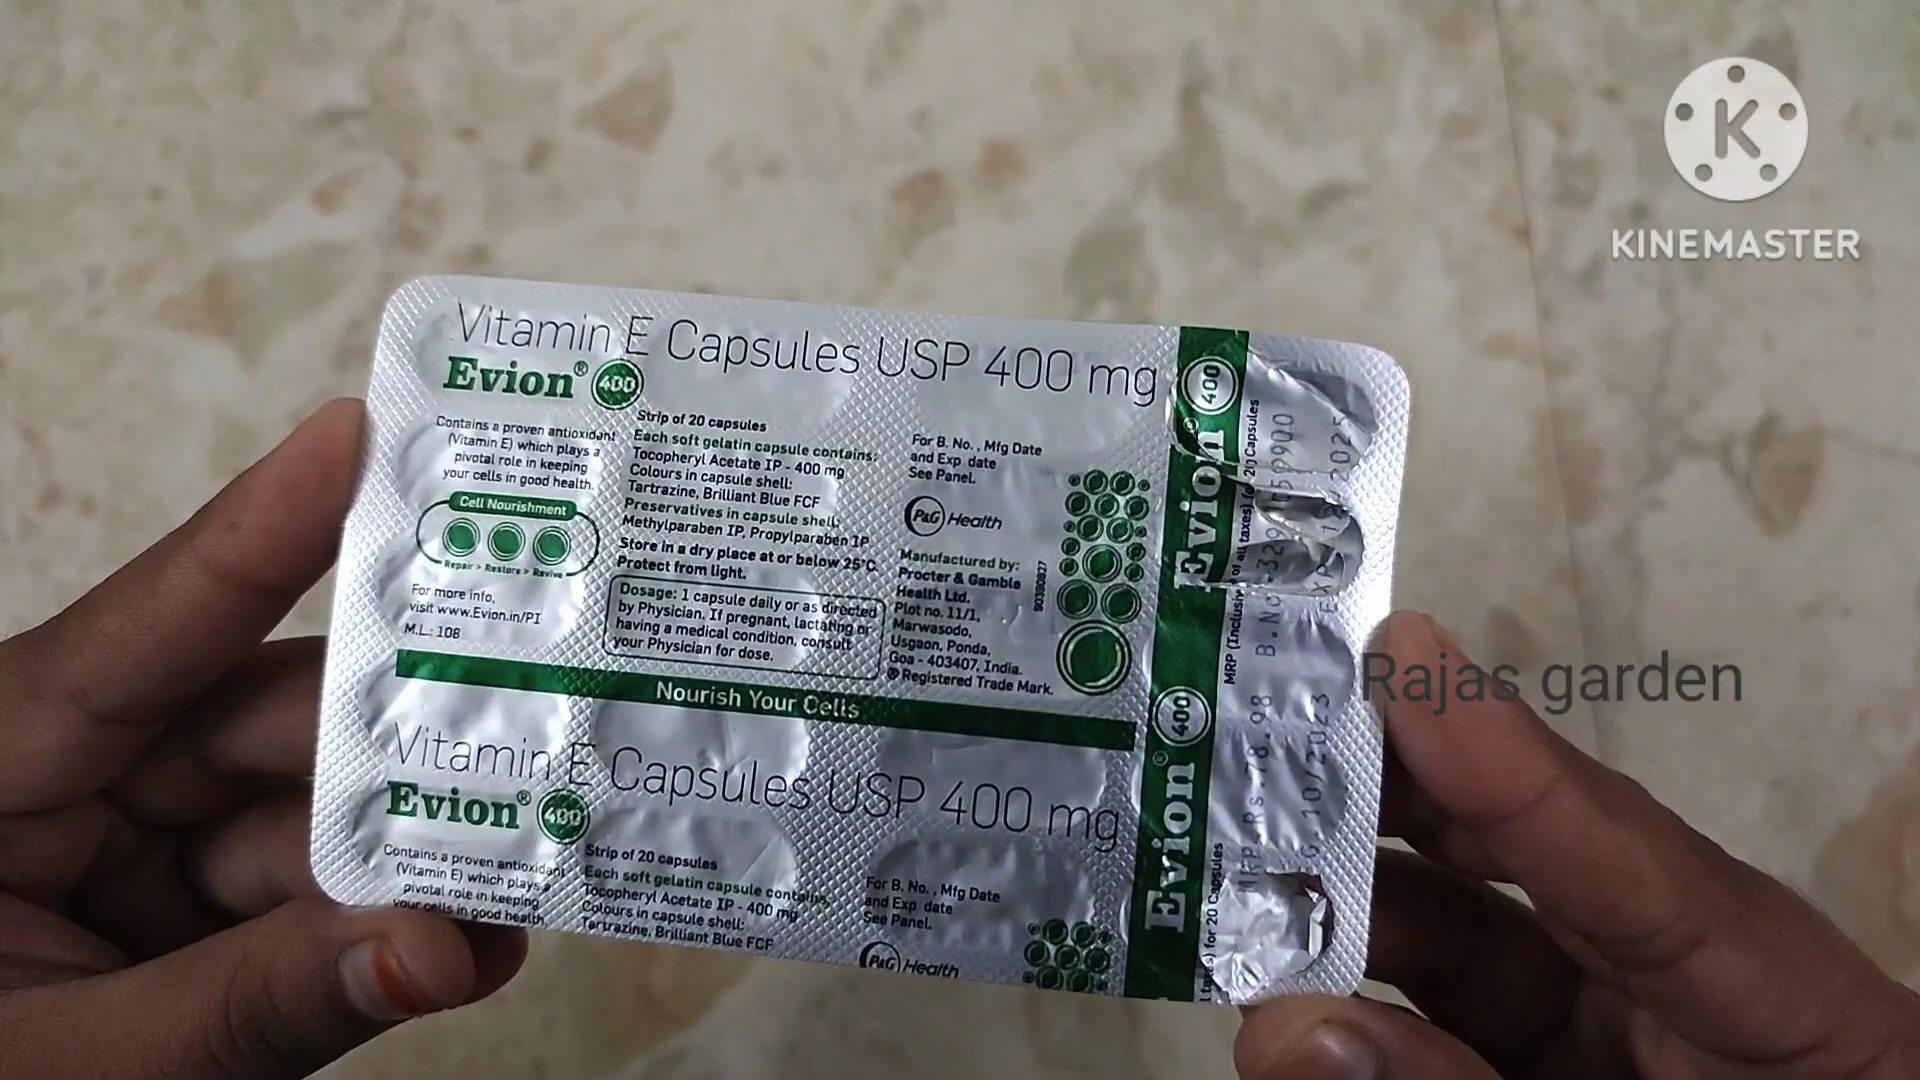 K
KINEMASTER
Vitamin E Capsules USP 400 mg
Evion® 400
Contains a proven antioxidant
(Vitamin E) which plays a
pivotal role in keeping
your cells in good health.
Cell Nourishment
Repair > Restore > Revive
For more info,
visit www.Evion.in/PI
M.L.: 108
Strip of 20 capsules
Each soft gelatin capsule contains:
Tocopheryl Acetate IP - 400 mg
Colours in capsule shell:
Tartrazine, Brilliant Blue FCF
Preservatives in capsule shell:
Methylparaben IP, Propylparaben IP
Store in a dry place at or below 25°C.
Protect from light.
Dosage: 1 capsule daily or as directed
by Physician. If pregnant, lactating or
having a medical condition, consult
your Physician for dose.
For B. No., Mfg Date
and Exp date
See Panel.
P&G Health
Manufactured by:
Procter & Gamble
Health Ltd.
Plot no. 11/1,
Marwasodo,
Usgaon, Ponda,
Goa - 403407, India.
® Registered Trade Mark.
90390827
Nourish Your Cells
Vitamin E Capsules USP 400 mg
Evion® 400
Contains a proven antioxidant
(Vitamin E) which plays a
pivotal role in keeping
your cells in good health.
Strip of 20 capsules
Each soft gelatin capsule contains:
Tocopheryl Acetate IP - 400 mg
Colours in capsule shell:
Tartrazine, Brilliant Blue FCF
For B. No., Mfg Date
and Exp date
See Panel.
P&G Health
Evion® 400
Evion® 400
MRP (Inclusive of all taxes) for 20 Capsules
for 20 Capsules
MRP.Rs.78.98 B.No.
10/2023 EXP 2025
Rajas garden